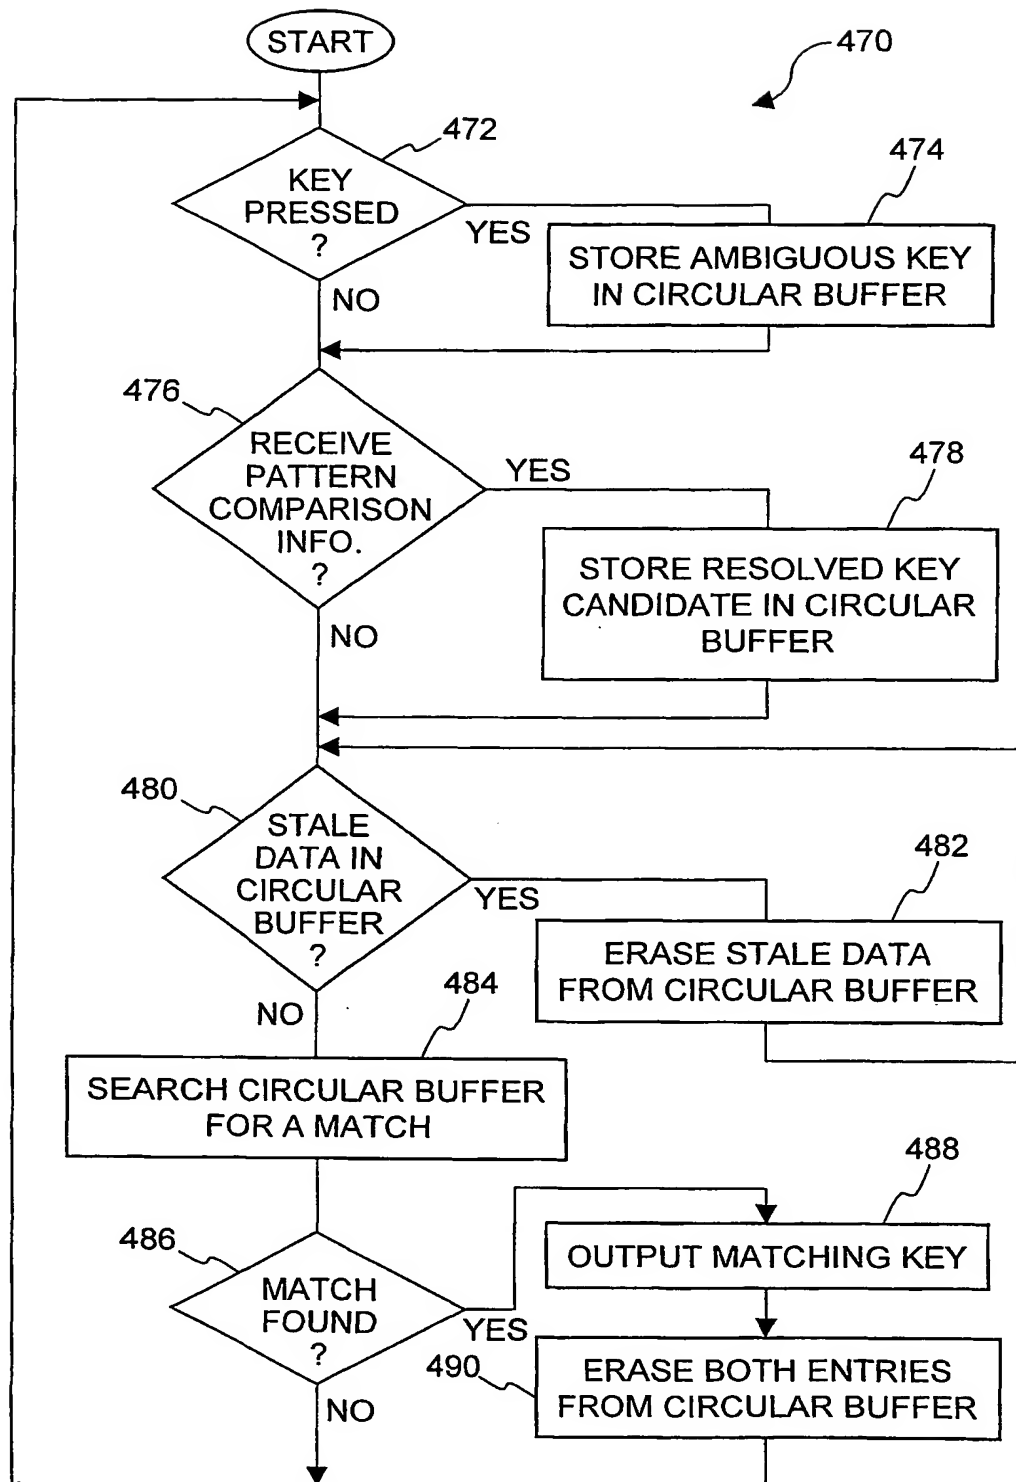 START
470
472
KEY
PRESSED
?
YES
NO
474
STORE AMBIGUOUS KEY
IN CIRCULAR BUFFER
476
RECEIVE
PATTERN
COMPARISON
INFO.
?
YES
NO
478
STORE RESOLVED KEY
CANDIDATE IN CIRCULAR
BUFFER
480
STALE
DATA IN
CIRCULAR
BUFFER
?
YES
NO
482
ERASE STALE DATA
FROM CIRCULAR BUFFER
484
SEARCH CIRCULAR BUFFER
FOR A MATCH
486
MATCH
FOUND
?
YES
NO
488
OUTPUT MATCHING KEY
490
ERASE BOTH ENTRIES
FROM CIRCULAR BUFFER